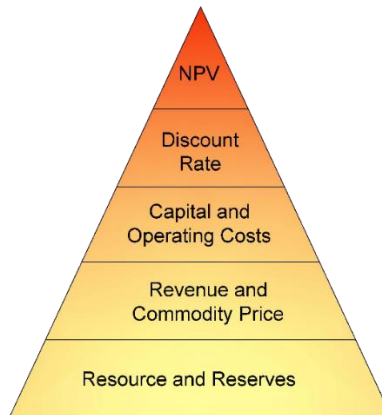 NPV
Discount
Rate
Capital and
Operating Costs
Revenue and
Commodity Price
Resource and Reserves